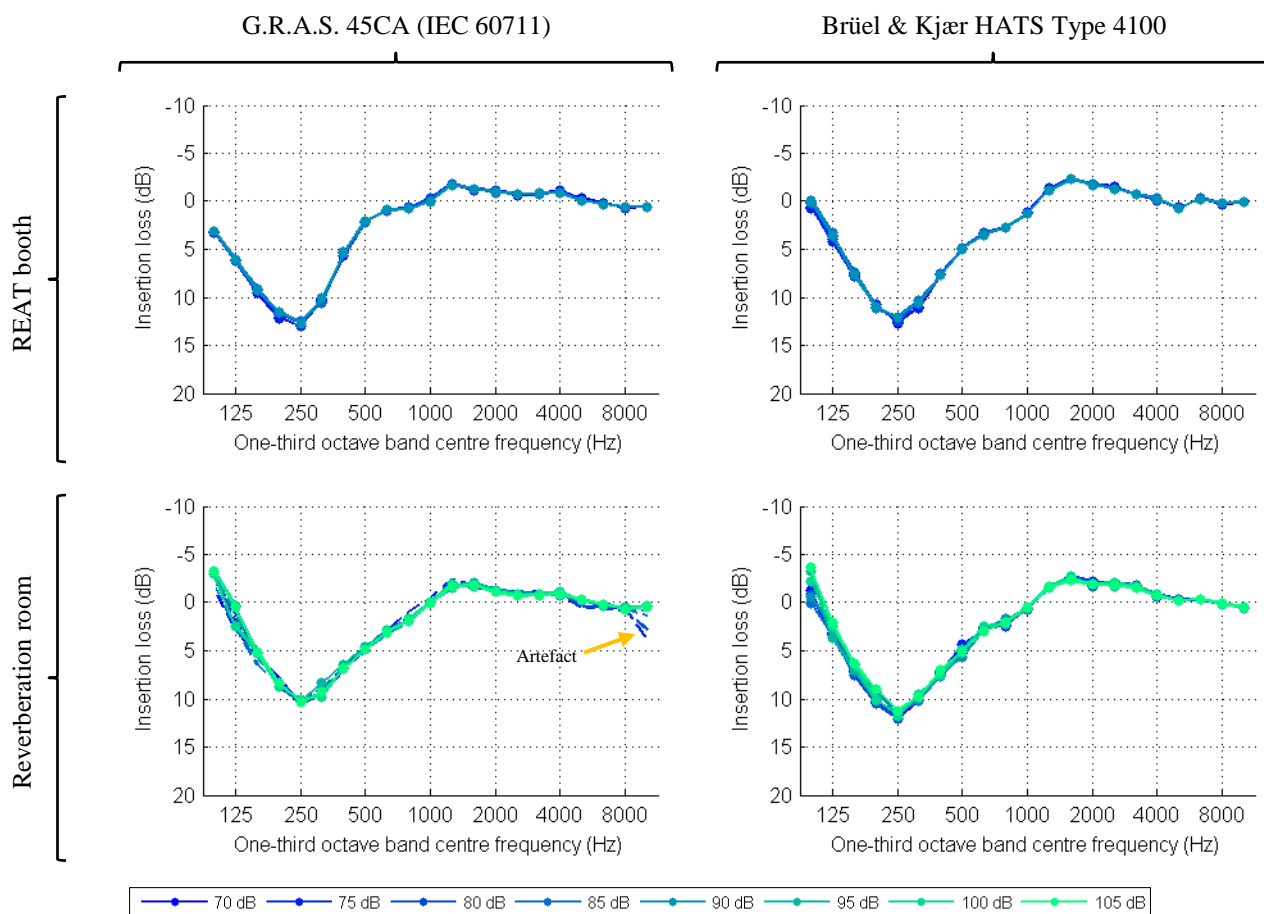 G.R.A.S. 45CA (IEC 60711)
Brüel & Kjær HATS Type 4100
REAT booth
Insertion loss (dB)
-10
-5
0
5
10
15
20
125 250 500 1000 2000 4000 8000
One-third octave band centre frequency (Hz)
Insertion loss (dB)
-10
-5
0
5
10
15
20
125 250 500 1000 2000 4000 8000
One-third octave band centre frequency (Hz)
Reverberation room
Insertion loss (dB)
-10
-5
0
5
10
15
20
Artefact
125 250 500 1000 2000 4000 8000
One-third octave band centre frequency (Hz)
Insertion loss (dB)
-10
-5
0
5
10
15
20
125 250 500 1000 2000 4000 8000
One-third octave band centre frequency (Hz)
70 dB 75 dB 80 dB 85 dB 90 dB 95 dB 100 dB 105 dB